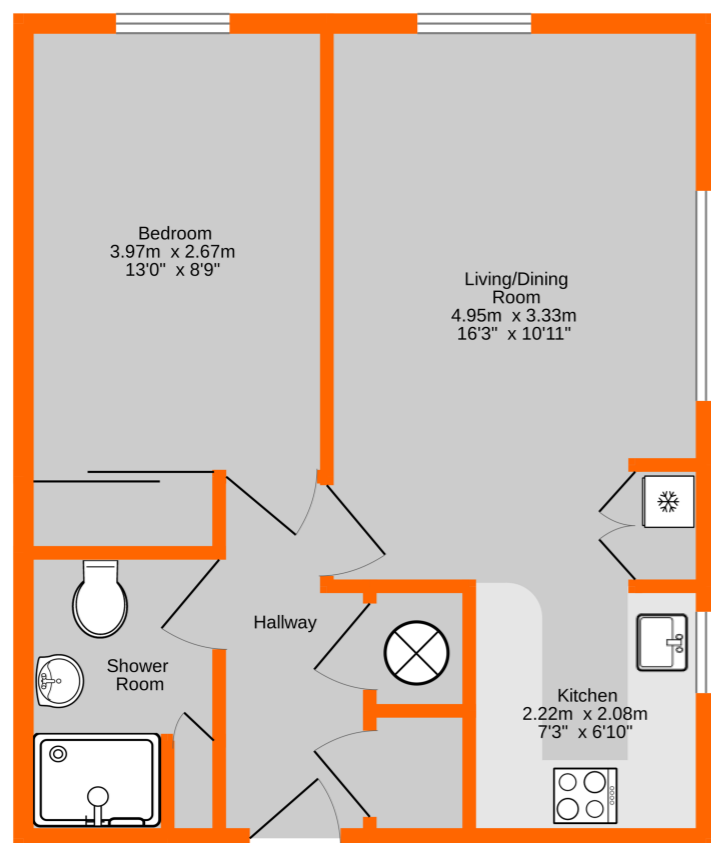 Bedroom
3.97m  x 2.67m
13'0"  x 8'9"
Living/Dining
Room
4.95m  x 3.33m
16'3"  x 10'11"
Hallway
Shower
Room
Kitchen
2.22m  x 2.08m
7'3"  x 6'10"